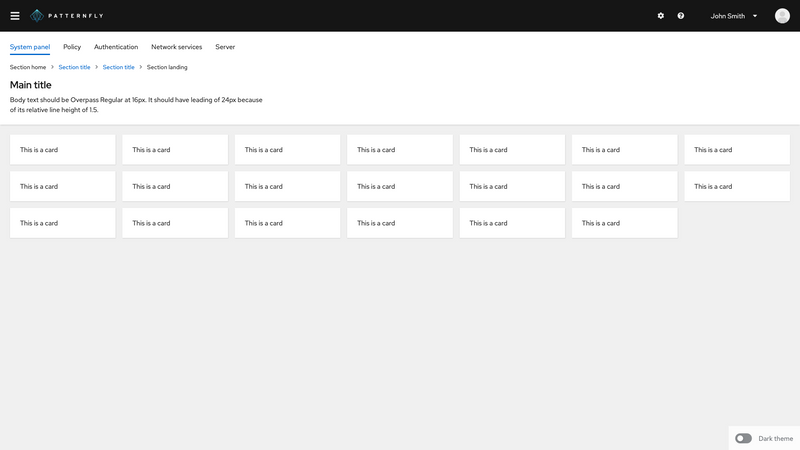 PATTERNFLY
John Smith
System panel Policy Authentication Network services Server
Section home Section title Section title Section landing
Main title
Body text should be Overpass Regular at 16px. It should have leading of 24px because
of its relative line height of 1.5.
This is a card This is a card This is a card This is a card This is a card This is a card This is a card
This is a card This is a card This is a card This is a card This is a card This is a card This is a card
This is a card This is a card This is a card This is a card This is a card This is a card
Dark theme